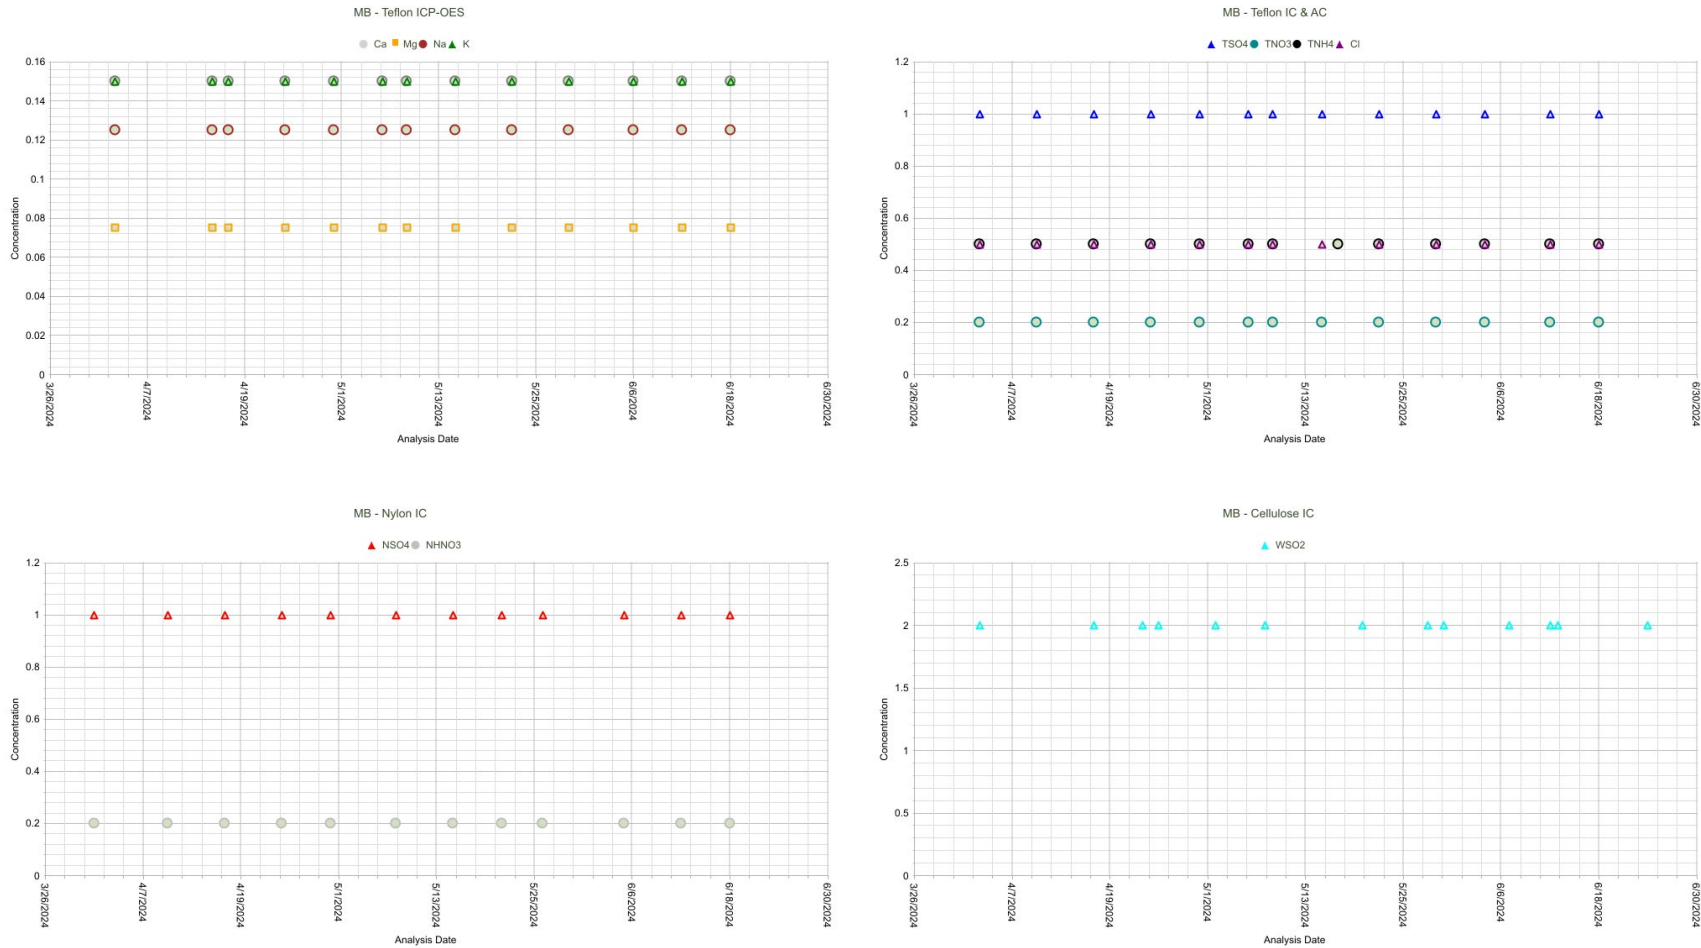 MB - Teflon ICP-OES
Ca Mg Na K
0.16
0.14
0.12
0.1
0.08
0.06
0.04
0.02
0
Concentration
3/26/2024 4/7/2024 4/19/2024 5/1/2024 5/13/2024 5/25/2024 6/6/2024 6/18/2024 6/30/2024
Analysis Date
MB - Teflon IC & AC
TSO4 TNO3 TNH4 Cl
1.2
1
0.8
0.6
0.4
0.2
0
Concentration
3/26/2024 4/7/2024 4/19/2024 5/1/2024 5/13/2024 5/25/2024 6/6/2024 6/18/2024 6/30/2024
Analysis Date
MB - Nylon IC
NSO4 NHNO3
1.2
1
0.8
0.6
0.4
0.2
0
Concentration
3/26/2024 4/7/2024 4/19/2024 5/1/2024 5/13/2024 5/25/2024 6/6/2024 6/18/2024 6/30/2024
Analysis Date
MB - Cellulose IC
WSO2
2.5
2
1.5
1
0.5
0
Concentration
3/26/2024 4/7/2024 4/19/2024 5/1/2024 5/13/2024 5/25/2024 6/6/2024 6/18/2024 6/30/2024
Analysis Date